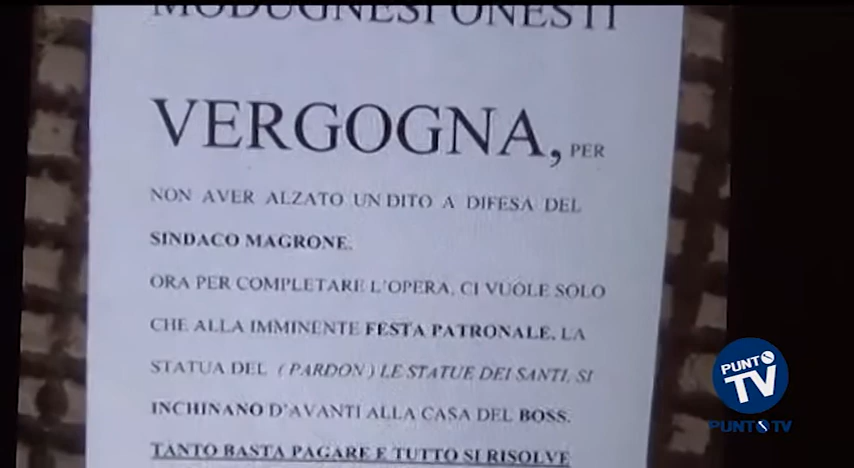 MODUGNESI ONESTI
VERGOGNA, PER
NON AVER ALZATO UN DITO A DIFESA DEL
SINDACO MAGRONE.
ORA PER COMPLETARE L'OPERA, CI VUOLE SOLO
CHE ALLA IMMINENTE FESTA PATRONALE, LA
STATUA DEL ( PARDON ) LE STATUE DEI SANTI, SI
INCHINANO D'AVANTI ALLA CASA DEL BOSS.
TANTO BASTA PAGARE E TUTTO SI RISOLVE
PUNTO
TV
PUNTO TV